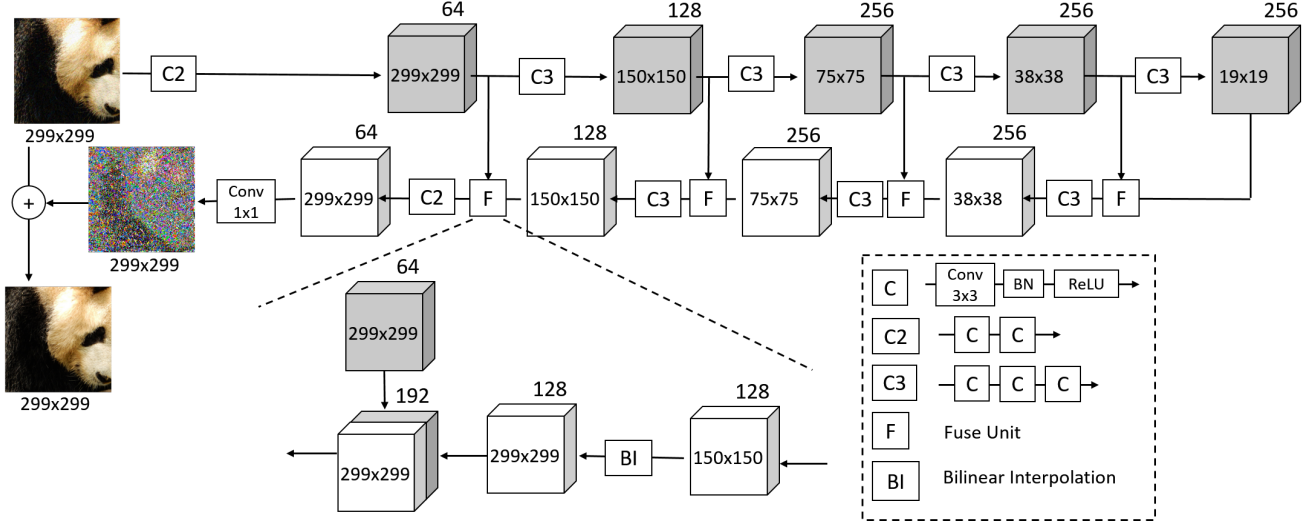 64
128
256
256
256
C2
299x299
C3
150x150
C3
75x75
C3
38x38
C3
19x19
299x299
64
128
256
256
+
Conv
1x1
299x299
C2
F
150x150
C3
F
75x75
C3
F
38x38
C3
F
299x299
299x299
64
299x299
192
128
128
299x299
299x299
BI
150x150
C
Conv
3x3
BN
ReLU
C2
C
C
C3
C
C
C
F
Fuse Unit
BI
Bilinear Interpolation